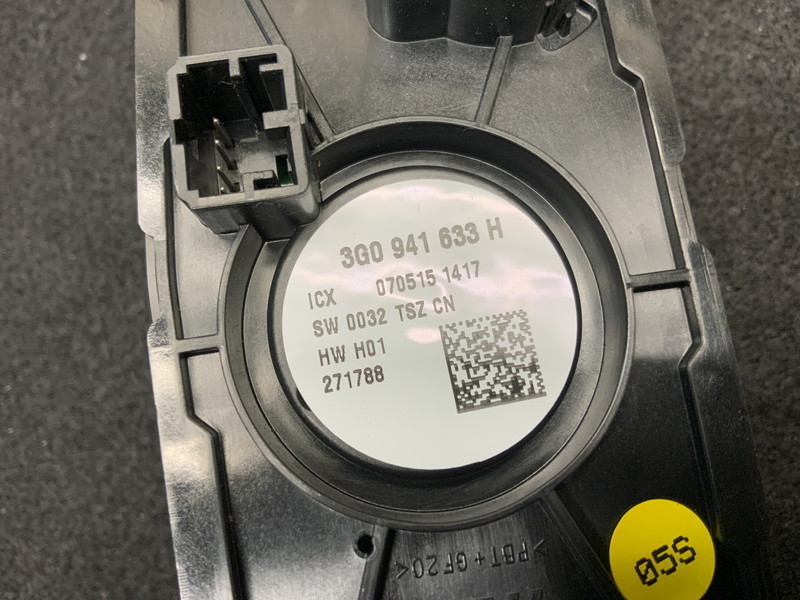 3G0 941 633 H
ICX 070515 1417
SW 0032 TSZ CN
HW H01
271788
>PBT+GF20<
05S